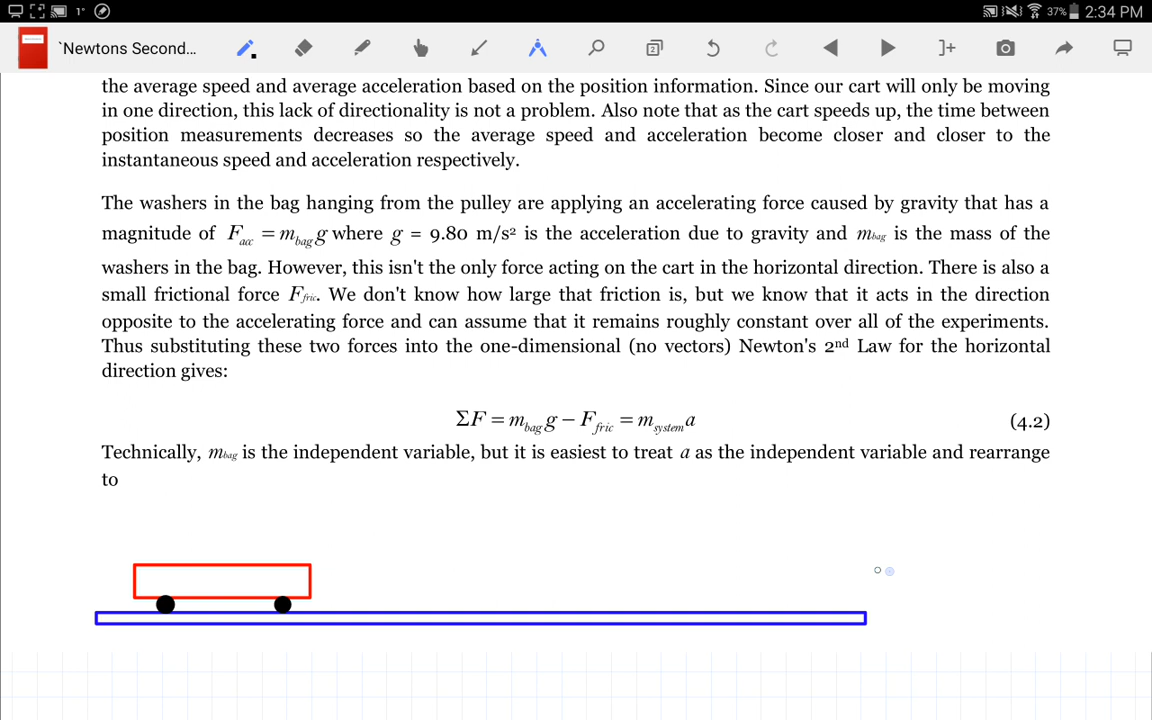 1° 37% 2:34 PM
`Newtons Second... 2
the average speed and average acceleration based on the position information. Since our cart will only be moving
in one direction, this lack of directionality is not a problem. Also note that as the cart speeds up, the time between
position measurements decreases so the average speed and acceleration become closer and closer to the
instantaneous speed and acceleration respectively.
The washers in the bag hanging from the pulley are applying an accelerating force caused by gravity that has a
magnitude of F_acc = m_bag g where g = 9.80 m/s² is the acceleration due to gravity and m_bag is the mass of the
washers in the bag. However, this isn't the only force acting on the cart in the horizontal direction. There is also a
small frictional force F_fric. We don't know how large that friction is, but we know that it acts in the direction
opposite to the accelerating force and can assume that it remains roughly constant over all of the experiments.
Thus substituting these two forces into the one-dimensional (no vectors) Newton's 2nd Law for the horizontal
direction gives:
ΣF = m_bag g − F_fric = m_system a (4.2)
Technically, m_bag is the independent variable, but it is easiest to treat a as the independent variable and rearrange
to